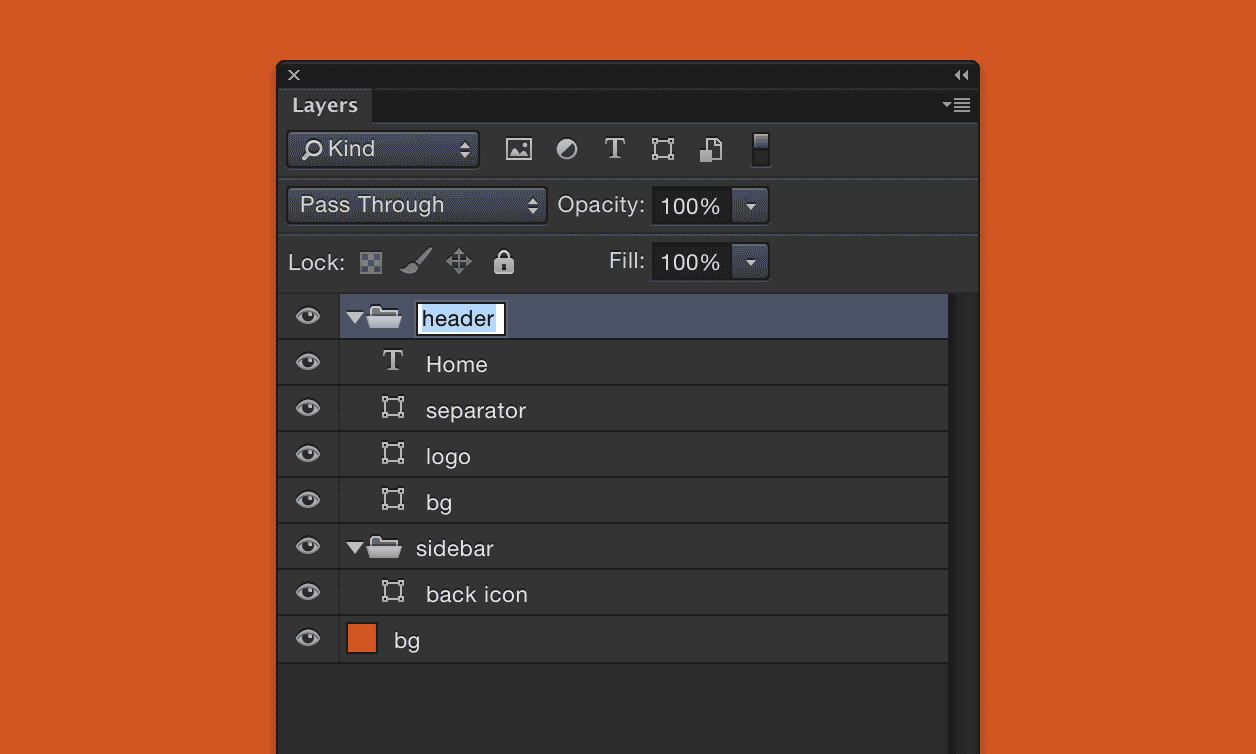 Layers
Kind T
Pass Through Opacity: 100%
Lock: Fill: 100%
header
T Home
separator
logo
bg
sidebar
back icon
bg